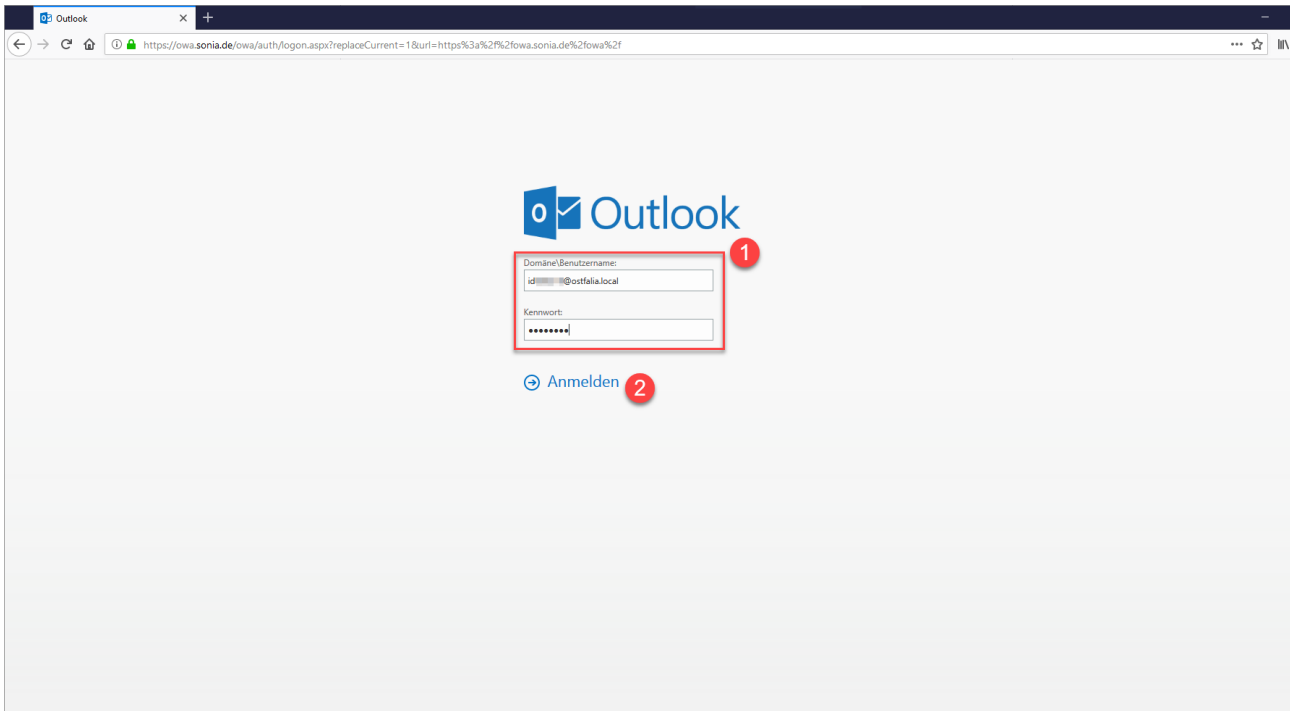 Outlook
https://owa.sonia.de/owa/auth/logon.aspx?replaceCurrent=1&url=https%3a%2f%2fowa.sonia.de%2fowa%2f
Outlook
1
Domäne\Benutzername:
id @ostfalia.local
Kennwort:
••••••••
Anmelden
2